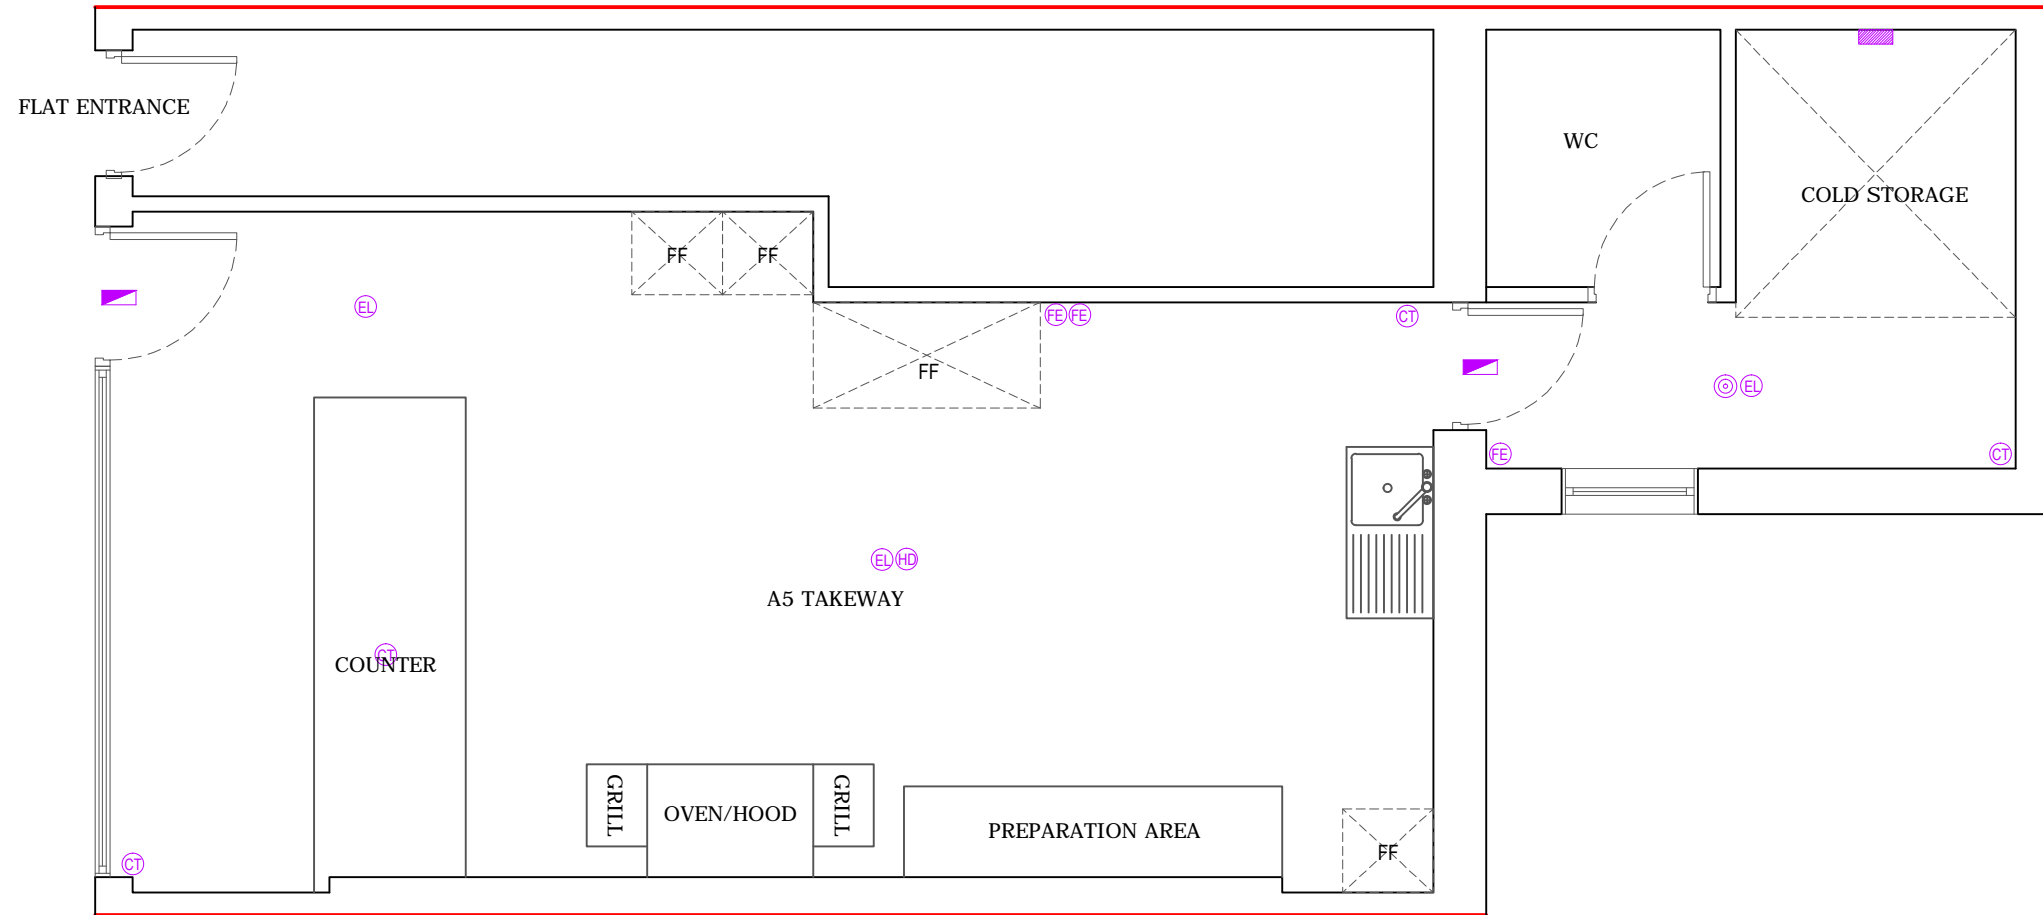 FLAT ENTRANCE
WC
COLD STORAGE
FF
FF
EL
FE
FE
CT
FF
EL
FE
CT
EL
HD
A5 TAKEWAY
CT
COUNTER
GRILL
OVEN/HOOD
GRILL
PREPARATION AREA
FF
CT